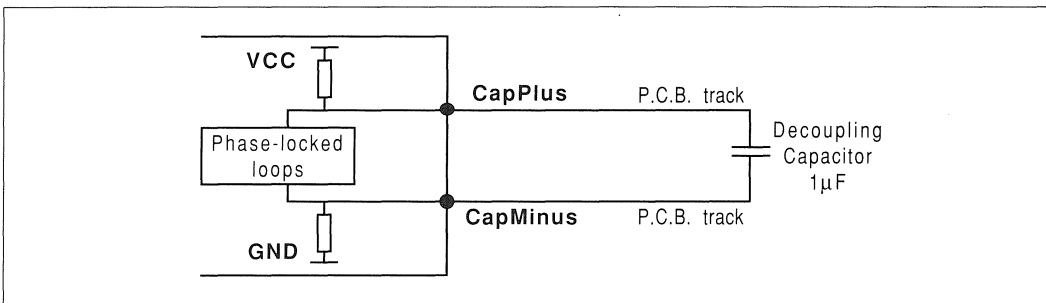 VCC
CapPlus
P.C.B. track
Phase-locked
loops
Decoupling
Capacitor
1µF
CapMinus
P.C.B. track
GND